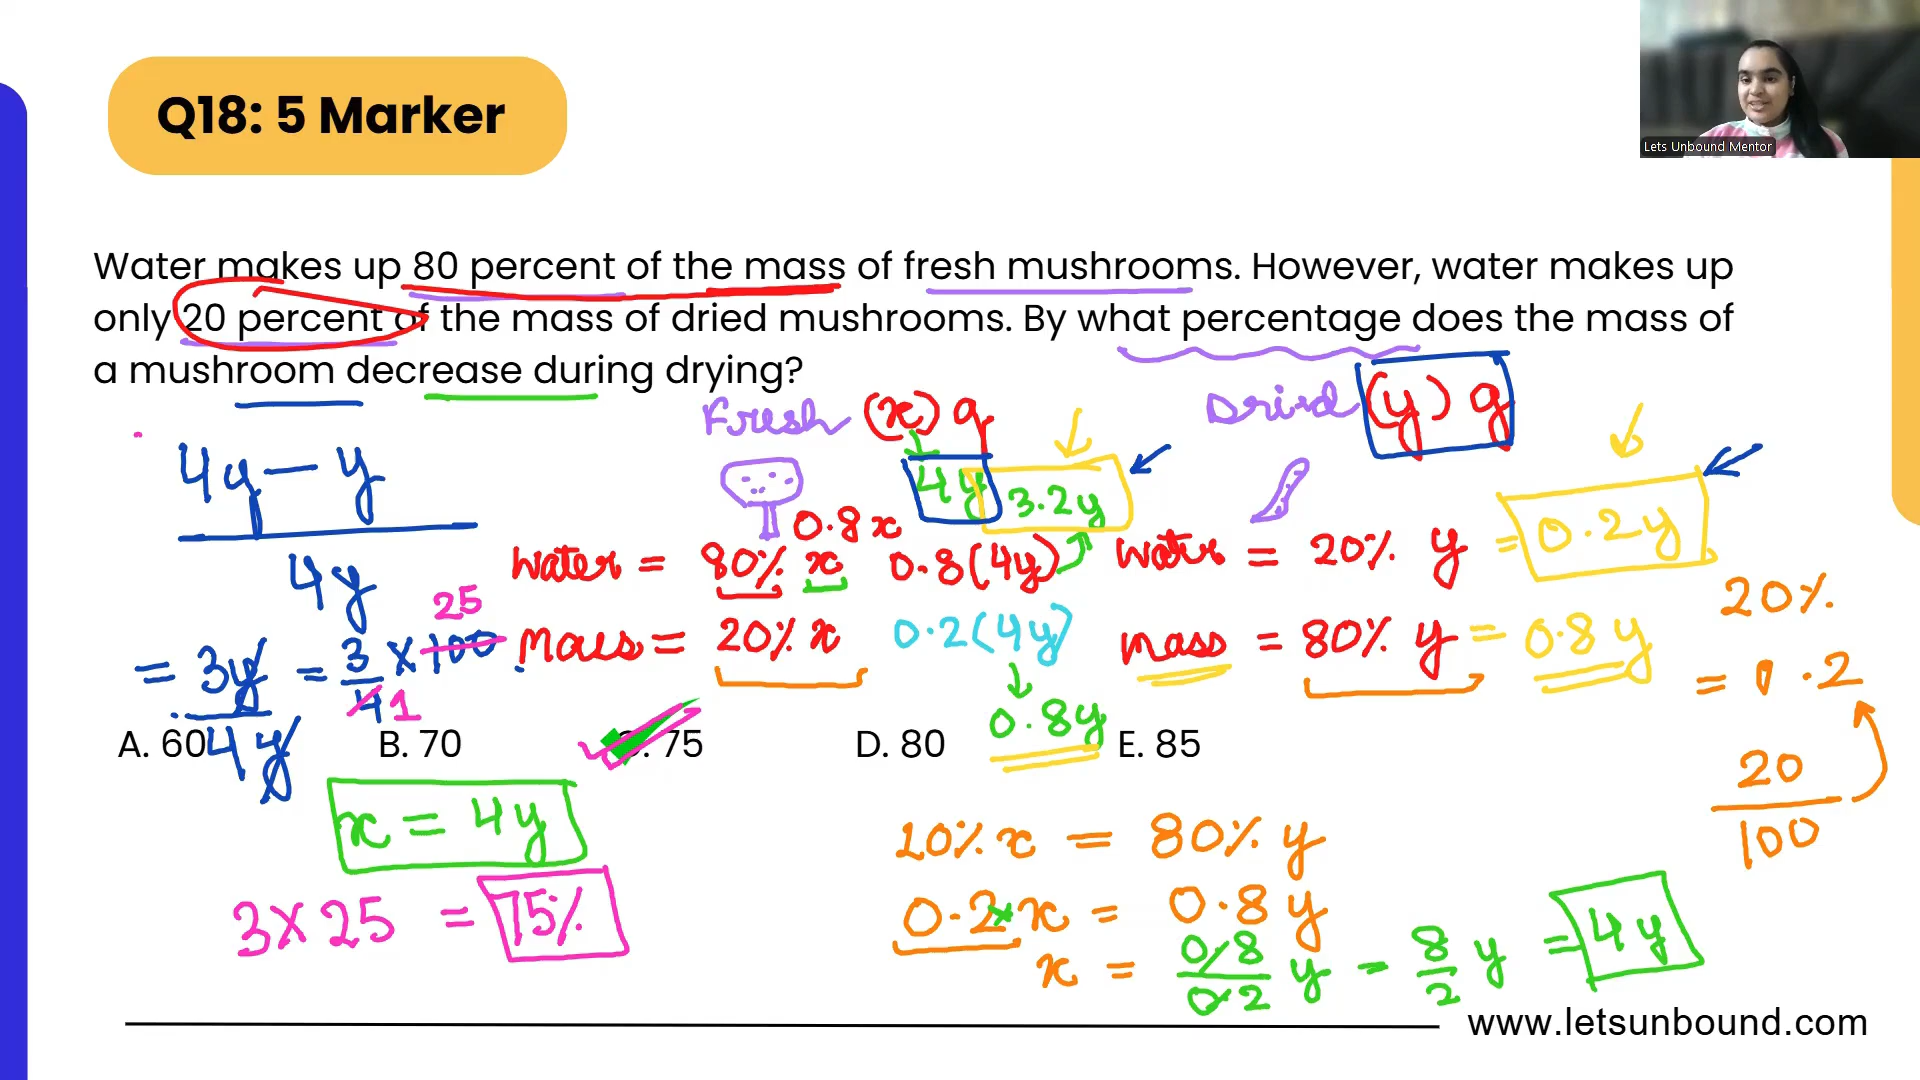 Q18: 5 Marker
Lets Unbound Mentor
Water makes up 80 percent of the mass of fresh mushrooms. However, water makes up
only 20 percent of the mass of dried mushrooms. By what percentage does the mass of
a mushroom decrease during drying?
Fresh (x) g
Dried (y) g
4y - y
4y
4y 3.2y
0.8x
water = 80% x 0.8(4y)
water = 20% y = 0.2y
mass = 20% x 0.2(4y)
mass = 80% y = 0.8y
0.8y
20%
= 0.2
20
100
= 3y = 3 × 100
4y 4
25
1
A. 60 B. 70 C. 75 D. 80 E. 85
x = 4y
3 × 25 = 75%
20% x = 80% y
0.2 × x = 0.8 y
x = 0.8 y = 8 y = 4y
0.2 2
www.letsunbound.com